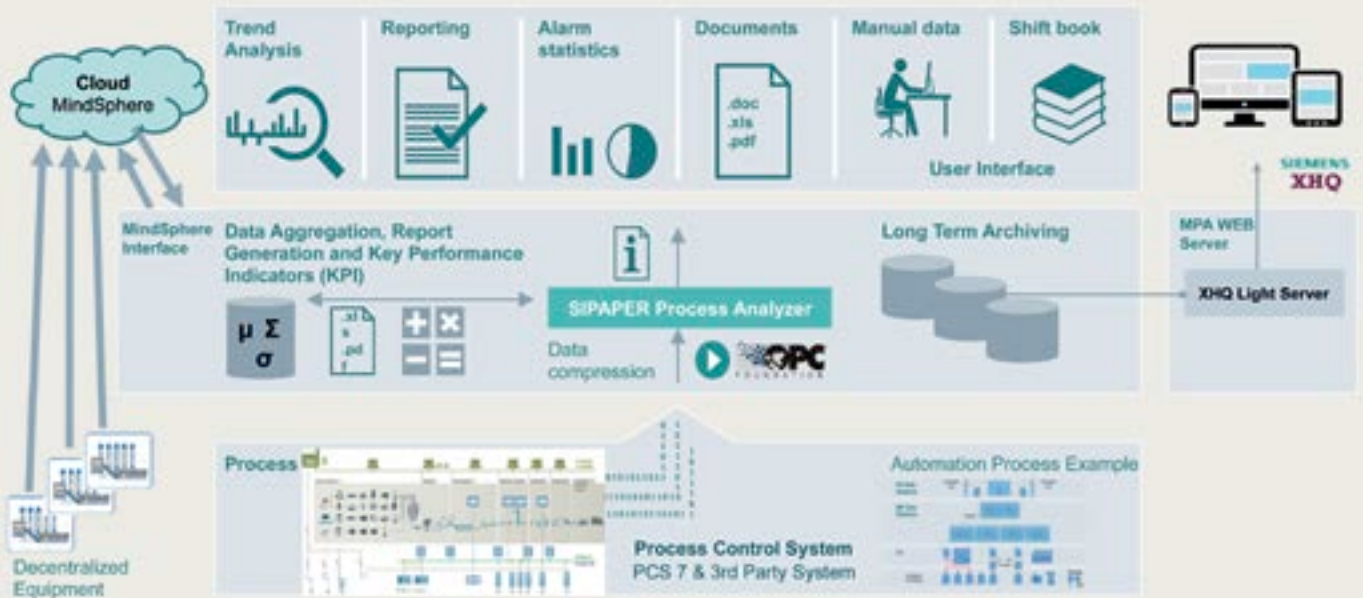 Cloud
MindSphere
Trend
Analysis
Reporting
Alarm
statistics
Documents
.doc
.xls
.pdf
Manual data
Shift book
User Interface
SIEMENS
XHQ
MindSphere
Interface
Data Aggregation, Report
Generation and Key Performance
Indicators (KPI)
μ Σ
σ
.xl
s
.pd
f
i
SIPAPER Process Analyzer
Data
compression
OPC
FOUNDATION
Long Term Archiving
MPA WEB
Server
XHQ Light Server
Process
Automation Process Example
Process Control System
PCS 7 & 3rd Party System
Decentralized
Equipment